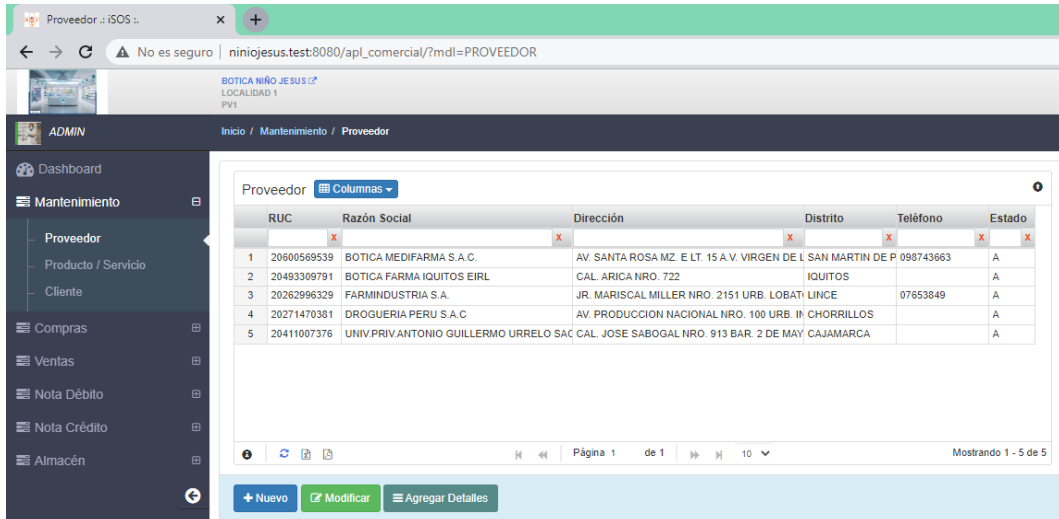 Proveedor .: iSOS :.
No es seguro | niniojesus.test:8080/apl_comercial/?mdl=PROVEEDOR
BOTICA NIÑO JESUS
LOCALIDAD 1
PV1
ADMIN
Inicio / Mantenimiento / Proveedor
Dashboard
Mantenimiento
Proveedor
Producto / Servicio
Cliente
Compras
Ventas
Nota Débito
Nota Crédito
Almacén
Proveedor Columnas
RUC Razón Social Dirección Distrito Teléfono Estado
x x x x x x
1 20600569539 BOTICA MEDIFARMA S.A.C. AV. SANTA ROSA MZ. E LT. 15 A.V. VIRGEN DE L SAN MARTIN DE P 098743663 A
2 20493309791 BOTICA FARMA IQUITOS EIRL CAL. ARICA NRO. 722 IQUITOS A
3 20262996329 FARMINDUSTRIA S.A. JR. MARISCAL MILLER NRO. 2151 URB. LOBAT LINCE 07653849 A
4 20271470381 DROGUERIA PERU S.A.C AV. PRODUCCION NACIONAL NRO. 100 URB. IN CHORRILLOS A
5 20411007376 UNIV.PRIV.ANTONIO GUILLERMO URRELO SAC CAL. JOSE SABOGAL NRO. 913 BAR. 2 DE MAY CAJAMARCA A
Página 1 de 1 10 Mostrando 1 - 5 de 5
Nuevo Modificar Agregar Detalles